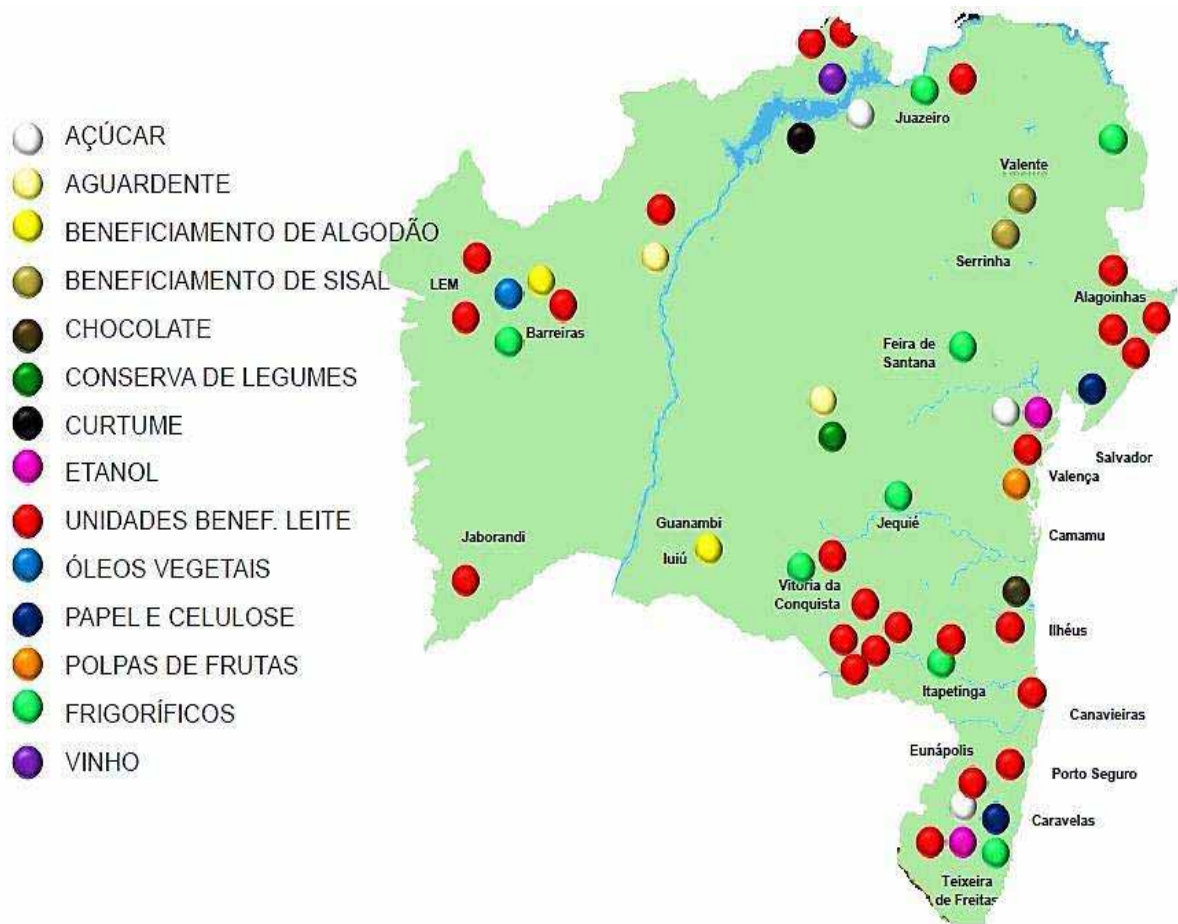 AÇÚCAR
AGUARDENTE
BENEFICIAMENTO DE ALGODÃO
BENEFICIAMENTO DE SISAL
CHOCOLATE
CONSERVA DE LEGUMES
CURTUME
ETANOL
UNIDADES BENEF. LEITE
ÓLEOS VEGETAIS
PAPEL E CELULOSE
POLPAS DE FRUTAS
FRIGORÍFICOS
VINHO
Juazeiro
Valente
Serrinha
LEM
Barreiras
Alagoinhas
Feira de
Santana
Salvador
Valença
Camamu
Jequié
Guanambi
Iuiú
Jaborandi
Vitória da
Conquista
Ilhéus
Itapetinga
Canavieiras
Eunápolis
Porto Seguro
Caravelas
Teixeira
de Freitas